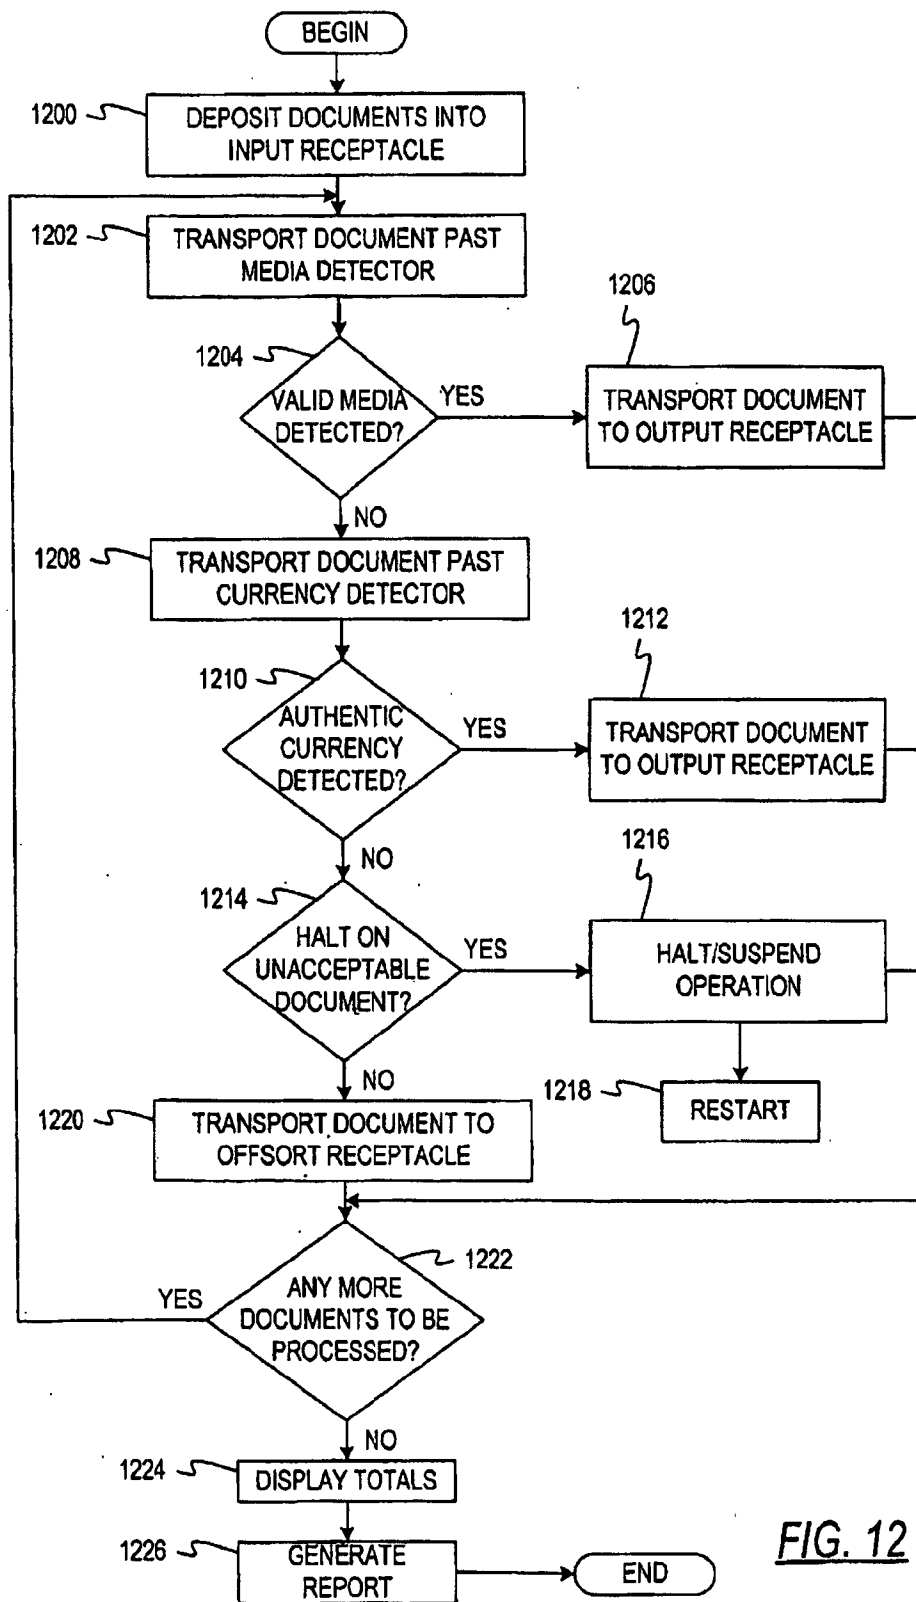 BEGIN
1200
DEPOSIT DOCUMENTS INTO
INPUT RECEPTACLE
1202
TRANSPORT DOCUMENT PAST
MEDIA DETECTOR
1204
VALID MEDIA
DETECTED?
YES
1206
TRANSPORT DOCUMENT
TO OUTPUT RECEPTACLE
NO
1208
TRANSPORT DOCUMENT PAST
CURRENCY DETECTOR
1210
AUTHENTIC
CURRENCY
DETECTED?
YES
1212
TRANSPORT DOCUMENT
TO OUTPUT RECEPTACLE
NO
1214
HALT ON
UNACCEPTABLE
DOCUMENT?
YES
1216
HALT/SUSPEND
OPERATION
1218
RESTART
NO
1220
TRANSPORT DOCUMENT TO
OFFSORT RECEPTACLE
1222
ANY MORE
DOCUMENTS TO BE
PROCESSED?
YES
NO
1224
DISPLAY TOTALS
1226
GENERATE
REPORT
END
FIG. 12